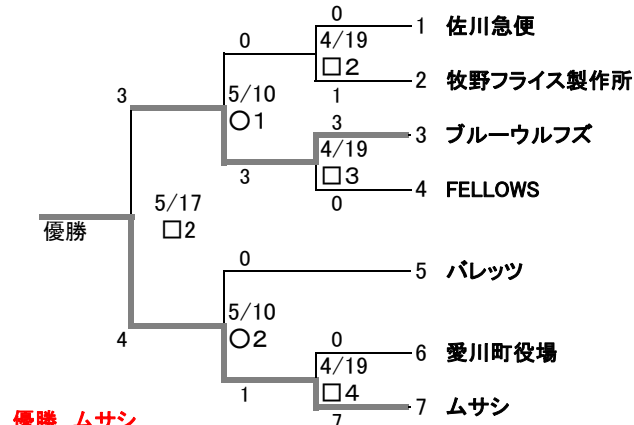 0
4/19
□2
1 佐川急便
1
2 牧野フライス製作所
0
5/10
○1
3
3
4/19
□3
3 ブルーウルフズ
0
4 FELLOWS
3
5/17
□2
優勝
4
0
5 バレッツ
5/10
○2
1
0
4/19
□4
6 愛川町役場
7
7 ムサシ
優勝 ムサシ